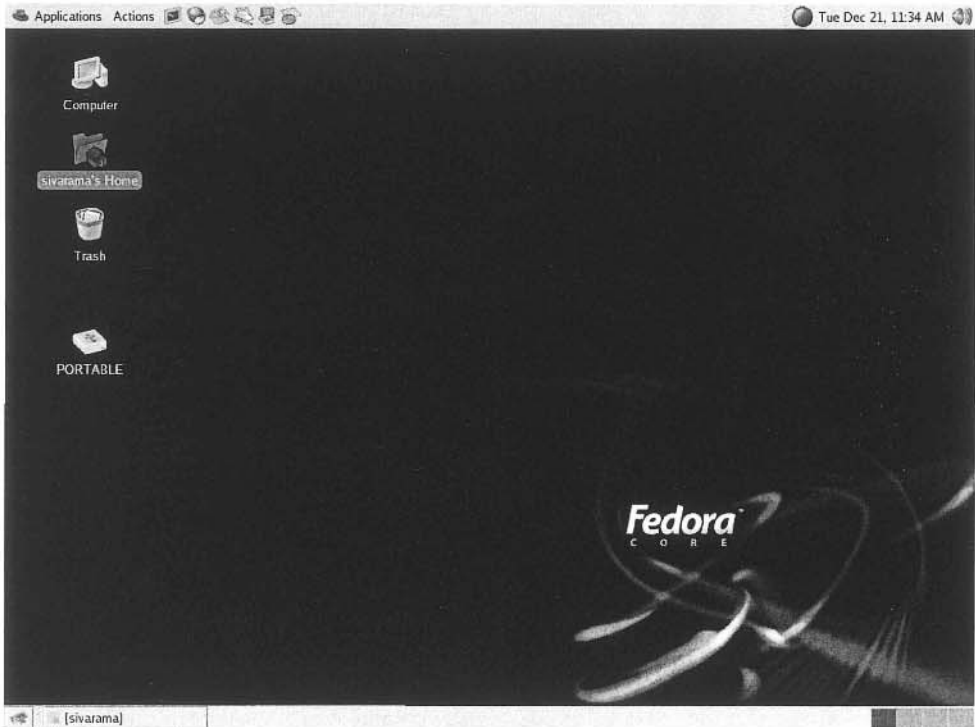 Applications Actions Tue Dec 21, 11:34 AM
Computer
sivarama's Home
Trash
PORTABLE
Fedora
CORE
[sivarama]